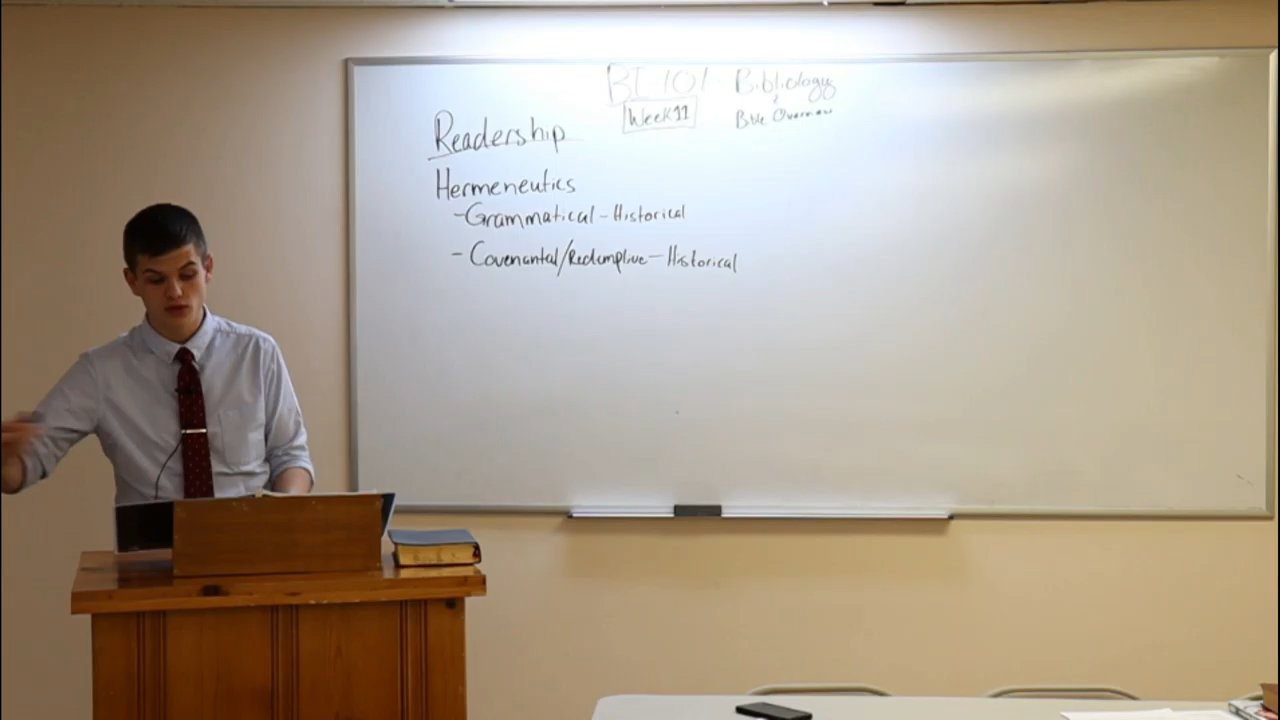 BI 101 Bibliology
&
Week 11 Bible Overview
Readership
Hermeneutics
- Grammatical - Historical
- Covenantal/Redemptive - Historical